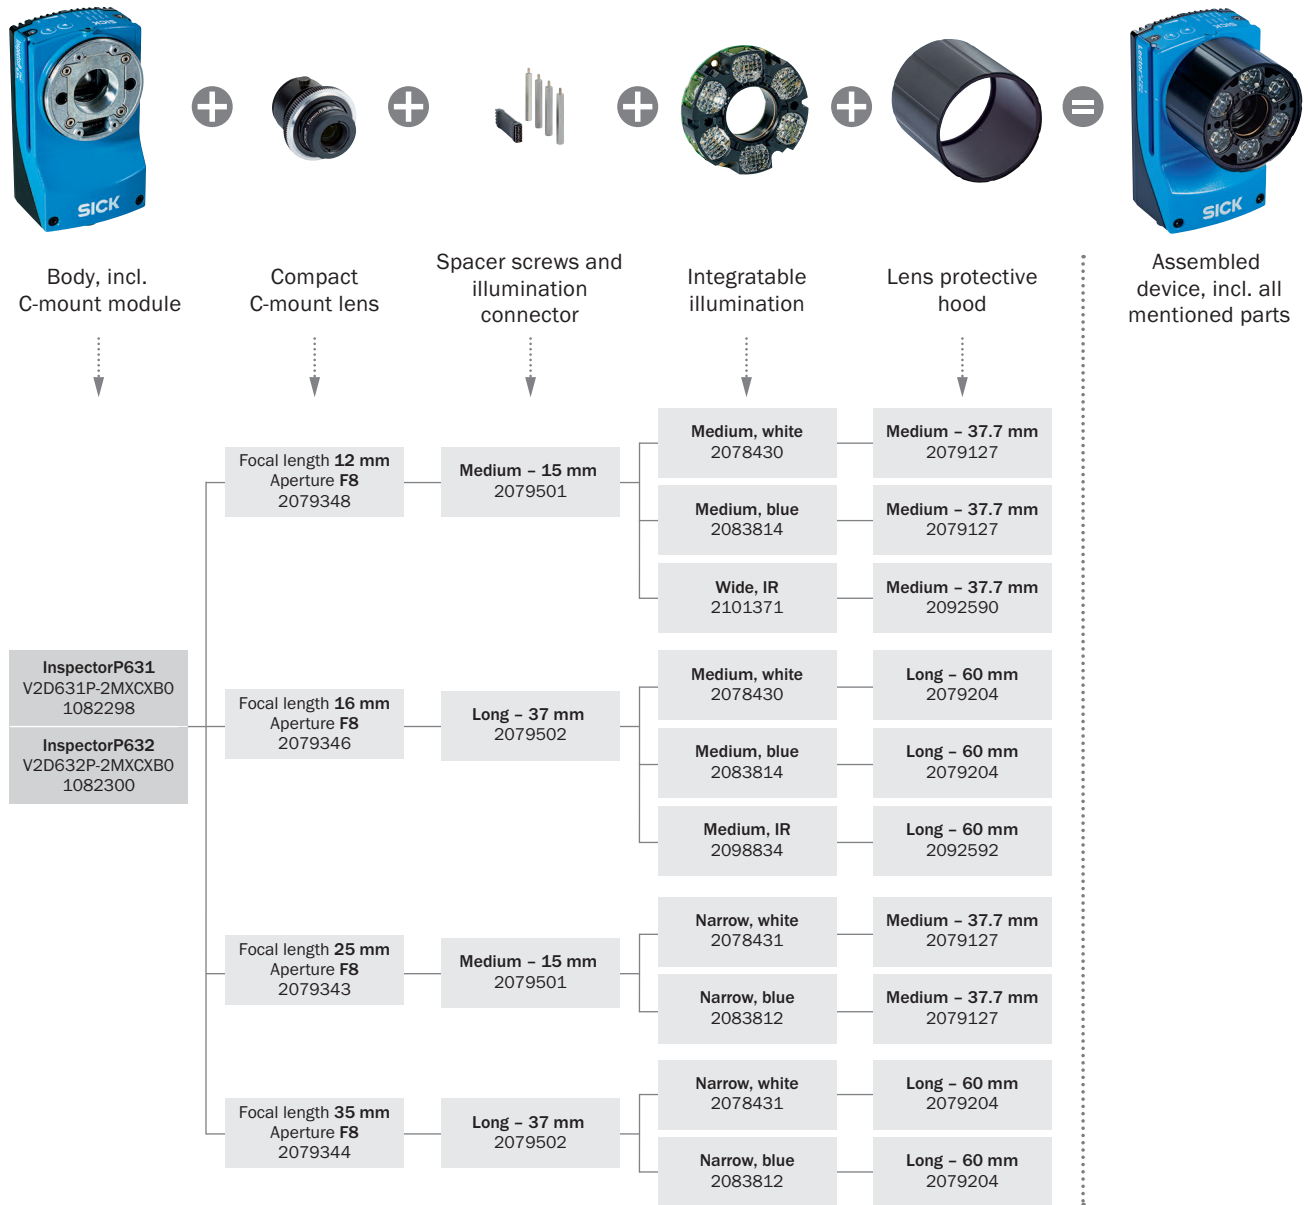 SICK
SICK
Body, incl.
C-mount module
Compact
C-mount lens
Spacer screws and
illumination
connector
Integratable
illumination
Lens protective
hood
Assembled
device, incl. all
mentioned parts
InspectorP631
V2D631P-2MXCXB0
1082298
InspectorP632
V2D632P-2MXCXB0
1082300
Focal length 12 mm
Aperture F8
2079348
Medium – 15 mm
2079501
Medium, white
2078430
Medium – 37.7 mm
2079127
Medium, blue
2083814
Medium – 37.7 mm
2079127
Wide, IR
2101371
Medium – 37.7 mm
2092590
Focal length 16 mm
Aperture F8
2079346
Long – 37 mm
2079502
Medium, white
2078430
Long – 60 mm
2079204
Medium, blue
2083814
Long – 60 mm
2079204
Medium, IR
2098834
Long – 60 mm
2092592
Focal length 25 mm
Aperture F8
2079343
Medium – 15 mm
2079501
Narrow, white
2078431
Medium – 37.7 mm
2079127
Narrow, blue
2083812
Medium – 37.7 mm
2079127
Focal length 35 mm
Aperture F8
2079344
Long – 37 mm
2079502
Narrow, white
2078431
Long – 60 mm
2079204
Narrow, blue
2083812
Long – 60 mm
2079204